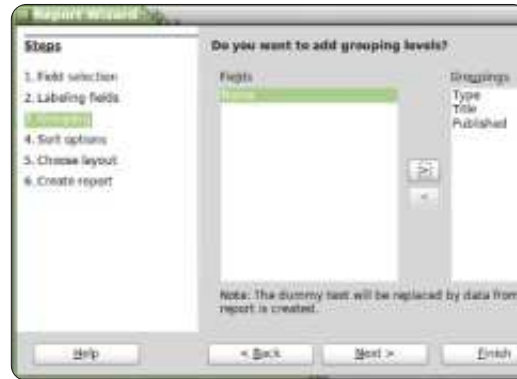 Report Wizard
Steps
1. Field selection
2. Labeling fields
3. Grouping
4. Sort options
5. Choose layout
6. Create report
Do you want to add grouping levels?
Fields
Name
Groupings
Type
Title
Published
>
<
Note: The dummy text will be replaced by data from
report is created.
Help
< Back
Next >
Finish